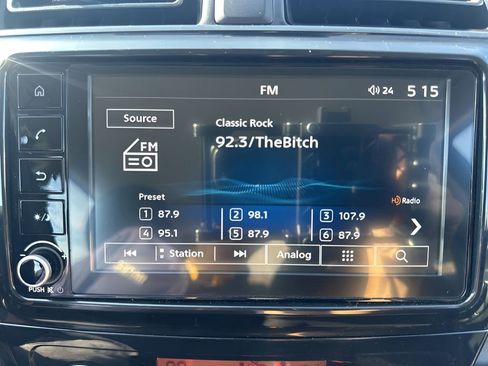 FM 24 5 15
Source
Classic Rock
92.3/TheBitch
FM
Preset
HD Radio
1 87.9 2 98.1 3 107.9
4 95.1 5 87.9 6 87.9
Station Analog
PUSH